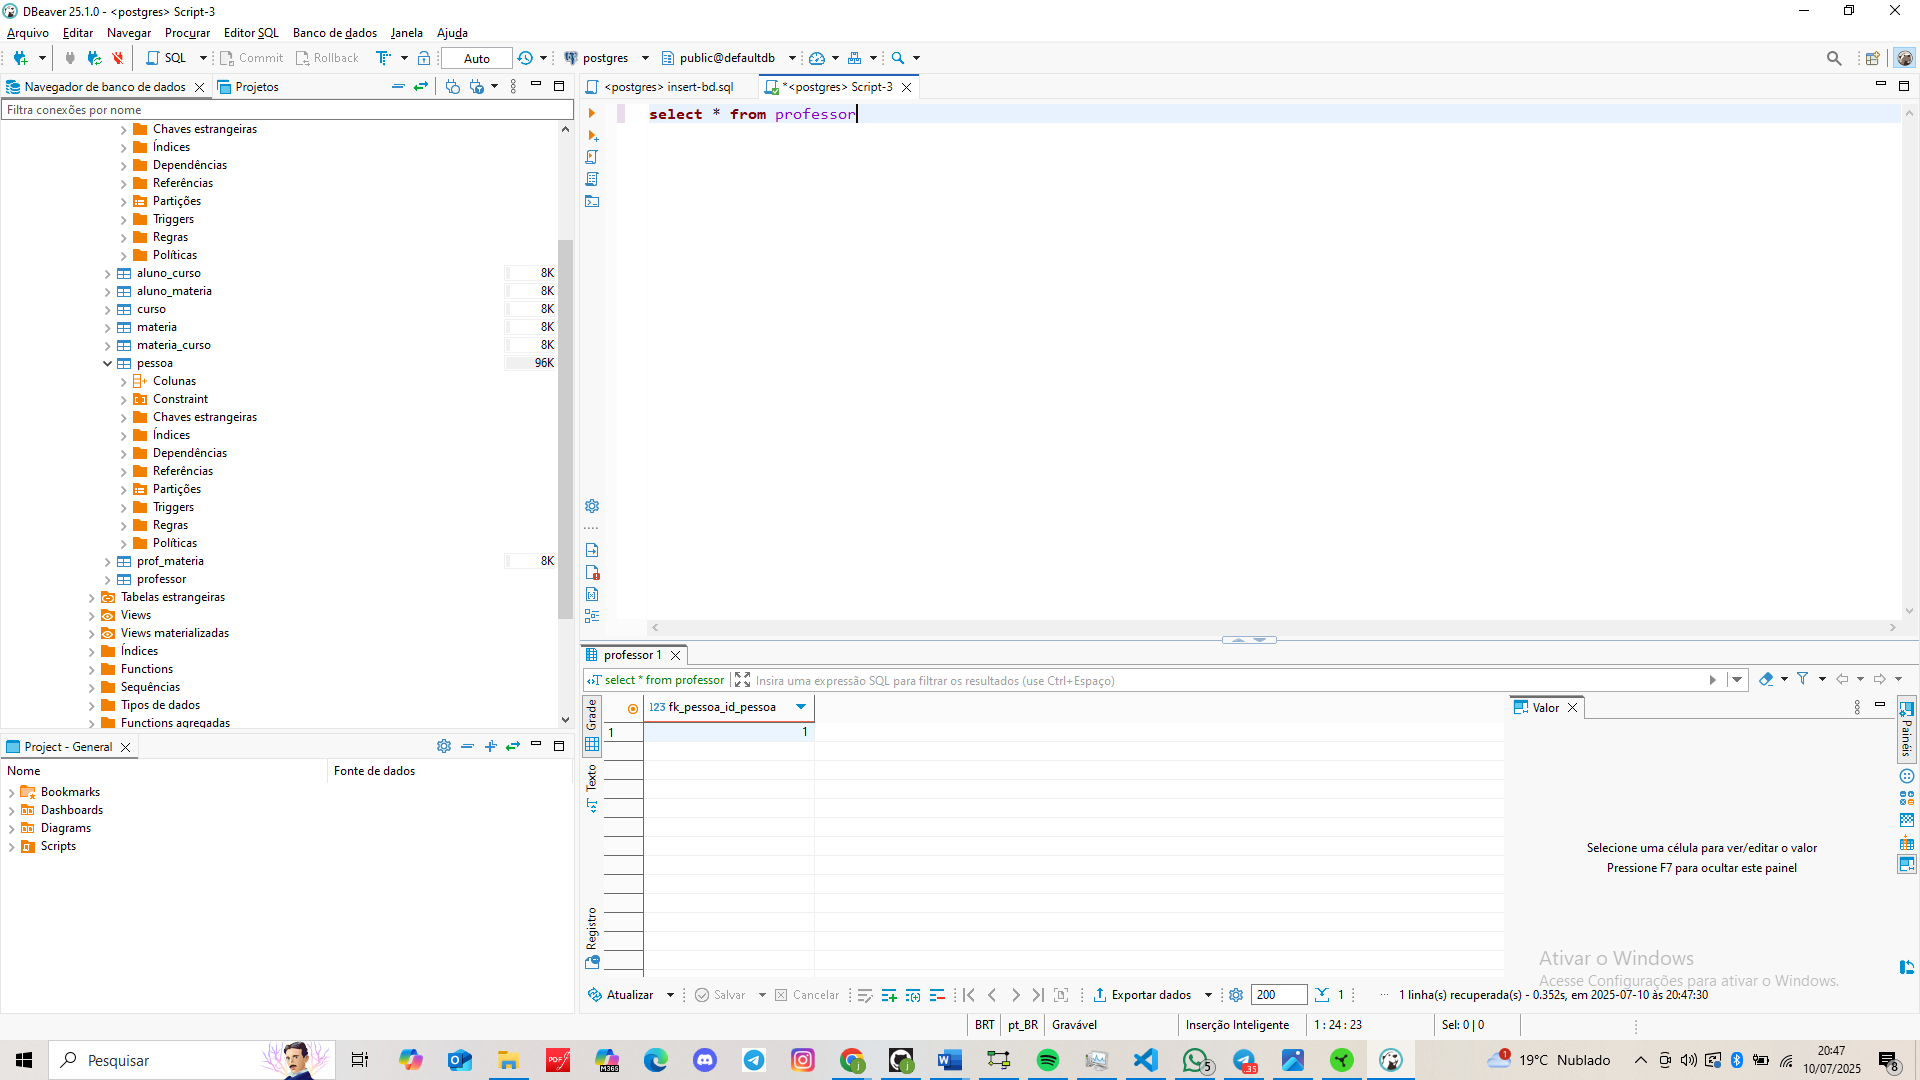 DBeaver 25.1.0 - <postgres> Script-3
Arquivo Editar Navegar Procurar Editor SQL Banco de dados Janela Ajuda
SQL Commit Rollback Auto postgres public@defaultdb
Navegador de banco de dados Projetos
Filtra conexões por nome
Chaves estrangeiras
Índices
Dependências
Referências
Partições
Triggers
Regras
Políticas
aluno_curso 8K
aluno_materia 8K
curso 8K
materia 8K
materia_curso 8K
pessoa 96K
Colunas
Constraint
Chaves estrangeiras
Índices
Dependências
Referências
Partições
Triggers
Regras
Políticas
prof_materia 8K
professor
Tabelas estrangeiras
Views
Views materializadas
Índices
Functions
Sequências
Tipos de dados
Functions agregadas
Project - General
Nome Fonte de dados
Bookmarks
Dashboards
Diagrams
Scripts
<postgres> insert-bd.sql *<postgres> Script-3
select * from professor
professor 1
select * from professor Insira uma expressão SQL para filtrar os resultados (use Ctrl+Espaço)
Grade
Texto
Registro
123 fk_pessoa_id_pessoa
1 1
Valor
Painéis
Selecione uma célula para ver/editar o valor
Pressione F7 para ocultar este painel
Ativar o Windows
Acesse Configurações para ativar o Windows.
Atualizar Salvar Cancelar Exportar dados 200 1 ... 1 linha(s) recuperada(s) - 0.352s, em 2025-07-10 às 20:47:30
BRT pt_BR Gravável Inserção Inteligente 1 : 24 : 23 Sel: 0 | 0
Pesquisar
PDF
M365
5
35
1
19°C Nublado
20:47
10/07/2025
8